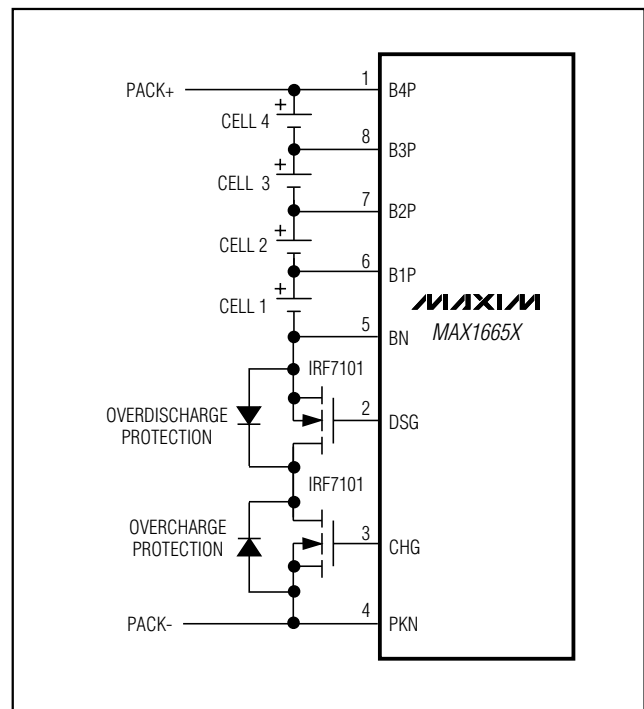 PACK+
1
B4P
+
CELL 4
8
B3P
+
CELL 3
7
B2P
+
CELL 2
6
B1P
+
CELL 1
MAXIM
MAX1665X
5
BN
IRF7101
OVERDISCHARGE
PROTECTION
2
DSG
IRF7101
OVERCHARGE
PROTECTION
3
CHG
PACK-
4
PKN